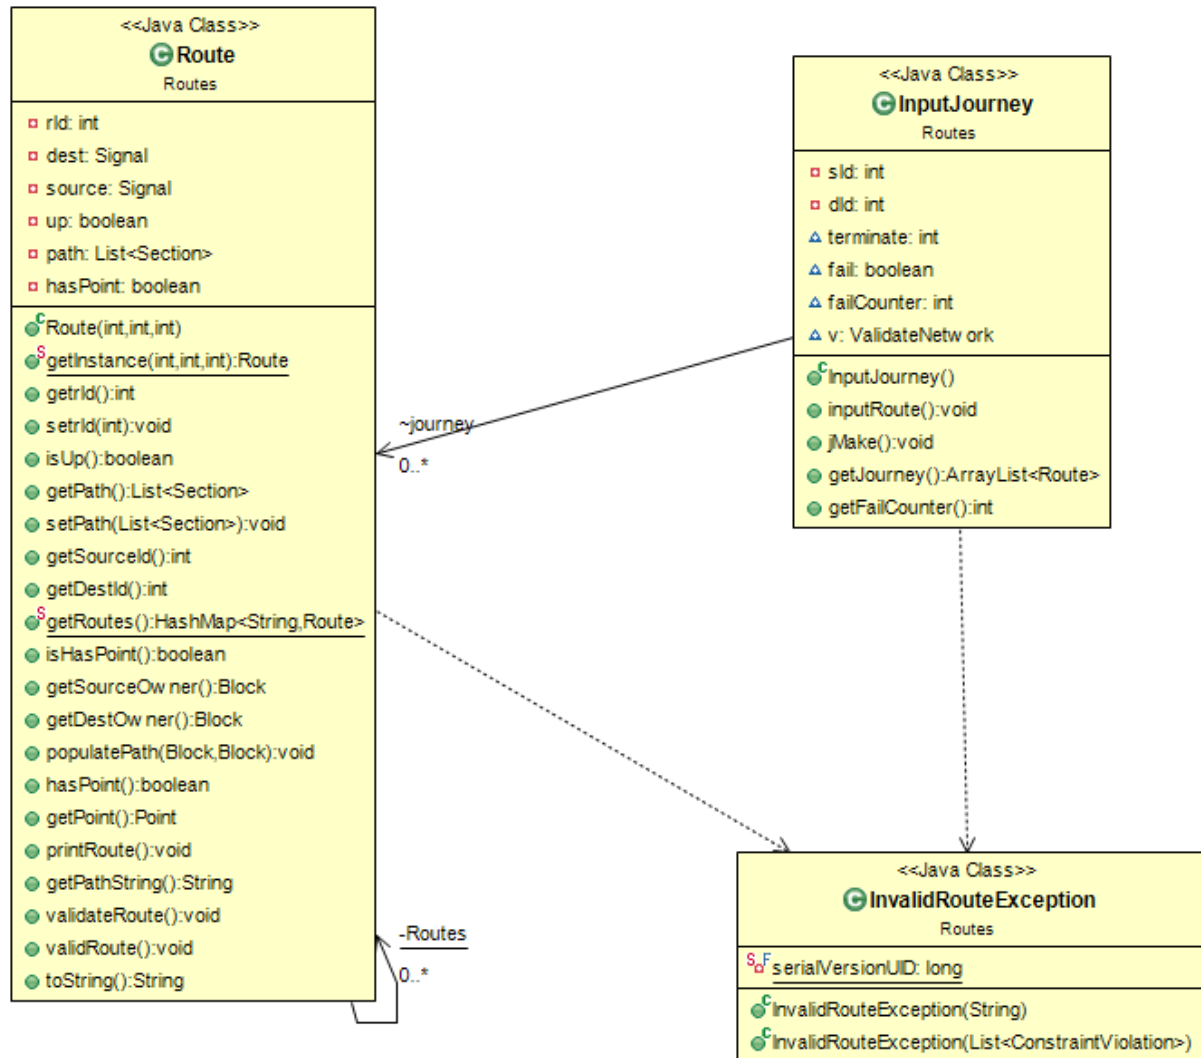 <<Java Class>>
Route
Routes
rId: int
dest: Signal
source: Signal
up: boolean
path: List<Section>
hasPoint: boolean
Route(int,int,int)
getInstance(int,int,int):Route
getrId():int
setrId(int):void
isUp():boolean
getPath():List<Section>
setPath(List<Section>):void
getSourceId():int
getDestId():int
getRoutes():HashMap<String,Route>
isHasPoint():boolean
getSourceOwner():Block
getDestOwner():Block
populatePath(Block,Block):void
hasPoint():boolean
getPoint():Point
printRoute():void
getPathString():String
validateRoute():void
validRoute():void
toString():String
~journey
0..*
-Routes
0..*
<<Java Class>>
InputJourney
Routes
sId: int
dId: int
terminate: int
fail: boolean
failCounter: int
v: ValidateNetwork
InputJourney()
inputRoute():void
jMake():void
getJourney():ArrayList<Route>
getFailCounter():int
<<Java Class>>
InvalidRouteException
Routes
serialVersionUID: long
InvalidRouteException(String)
InvalidRouteException(List<ConstraintViolation>)